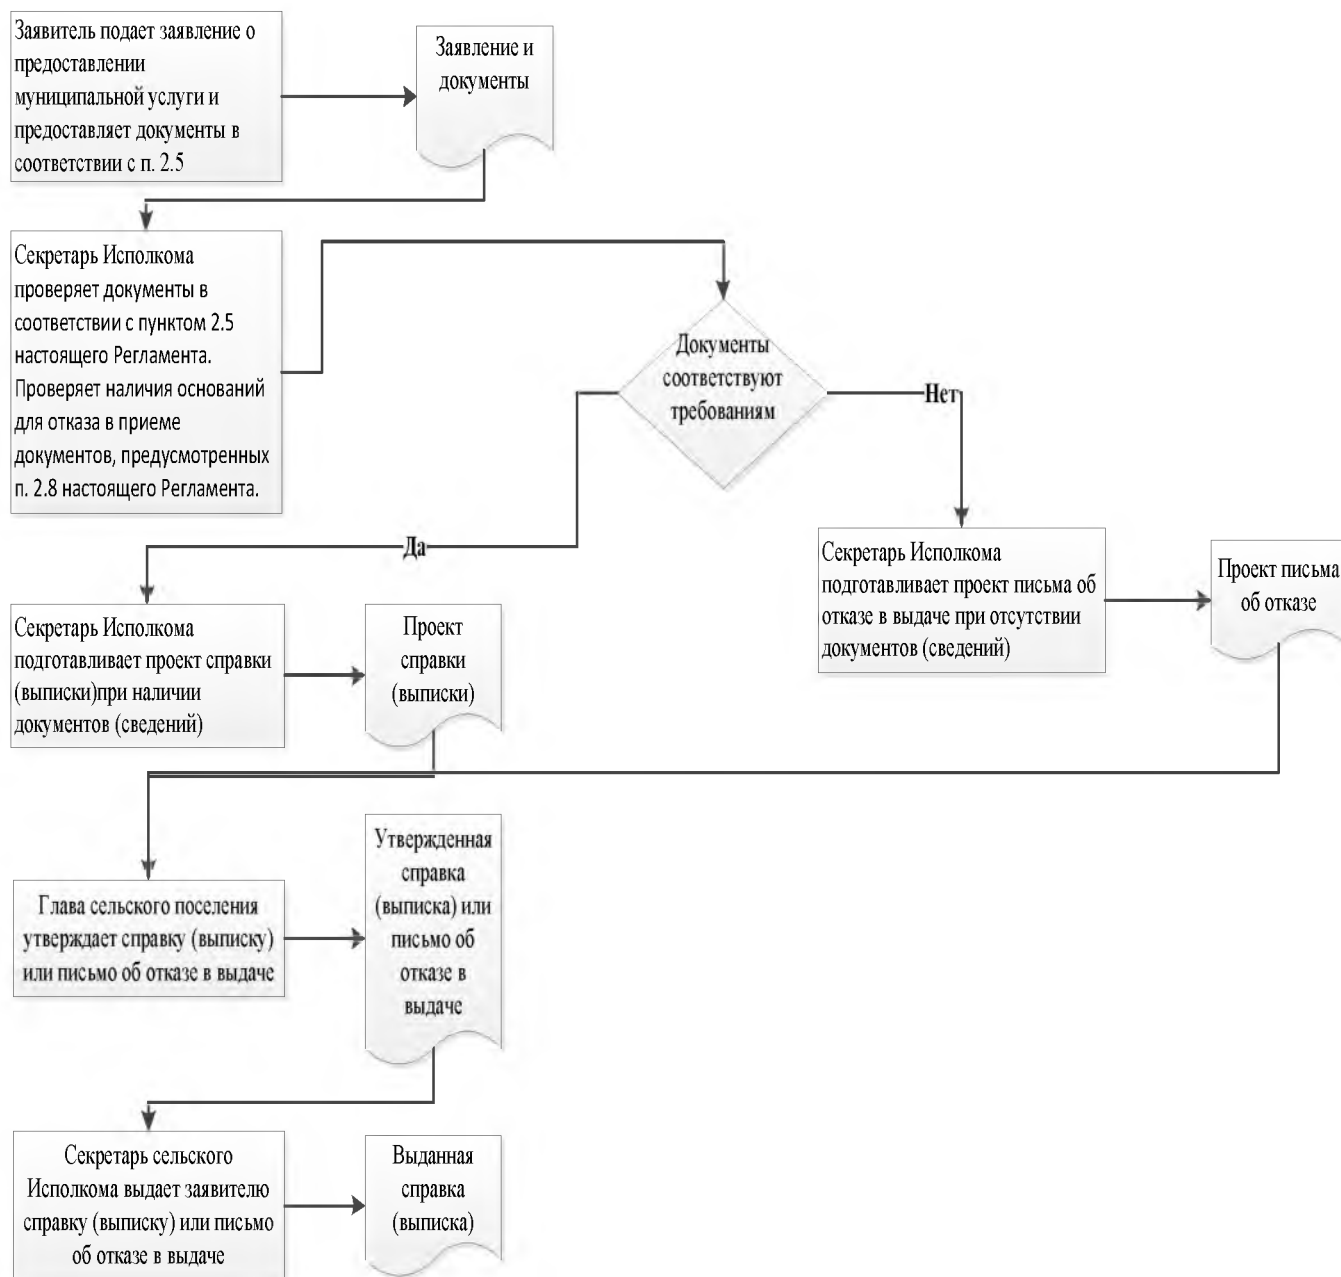 Заявитель подает заявление о
предоставлении
муниципальной услуги и
предоставляет документы в
соответствии с п. 2.5
Заявление и
документы
Секретарь Исполкома
проверяет документы в
соответствии с пунктом 2.5
настоящего Регламента.
Проверяет наличия оснований
для отказа в приеме
документов, предусмотренных
п. 2.8 настоящего Регламента.
Документы
соответствуют
требованиям
Нет
Да
Секретарь Исполкома
подготавливает проект письма об
отказе в выдаче при отсутствии
документов (сведений)
Проект письма
об отказе
Секретарь Исполкома
подготавливает проект справки
(выписки)при наличии
документов (сведений)
Проект
справки
(выписки)
Глава сельского поселения
утверждает справку (выписку)
или письмо об отказе в выдаче
Утвержденная
справка
(выписка) или
письмо об
отказе в
выдаче
Секретарь сельского
Исполкома выдает заявителю
справку (выписку) или письмо
об отказе в выдаче
Выданная
справка
(выписка)